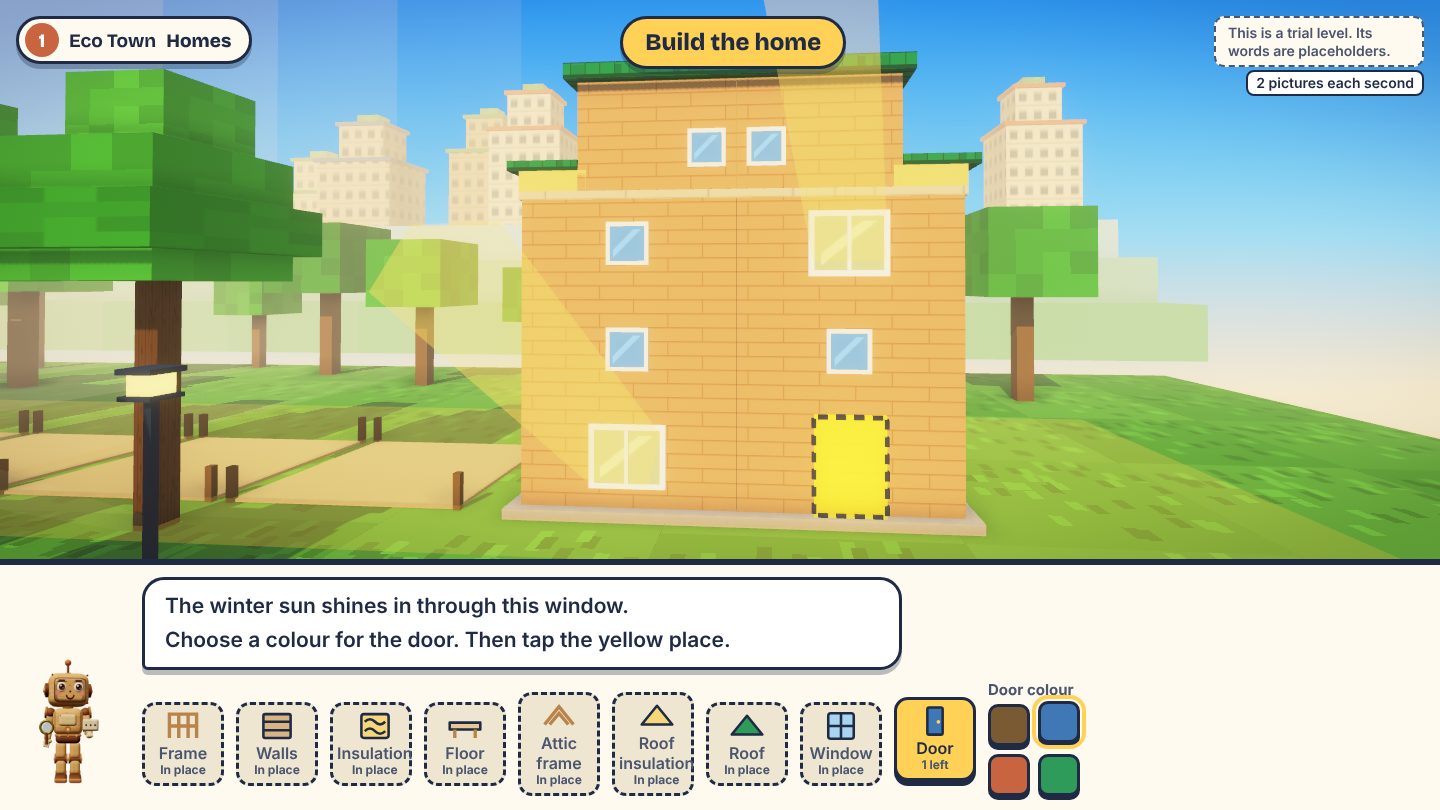 1 Eco Town Homes
Build the home
This is a trial level. Its
words are placeholders.
2 pictures each second
The winter sun shines in through this window.
Choose a colour for the door. Then tap the yellow place.
Frame
In place
Walls
In place
Insulation
In place
Floor
In place
Attic
frame
In place
Roof
insulation
In place
Roof
In place
Window
In place
Door
1 left
Door colour